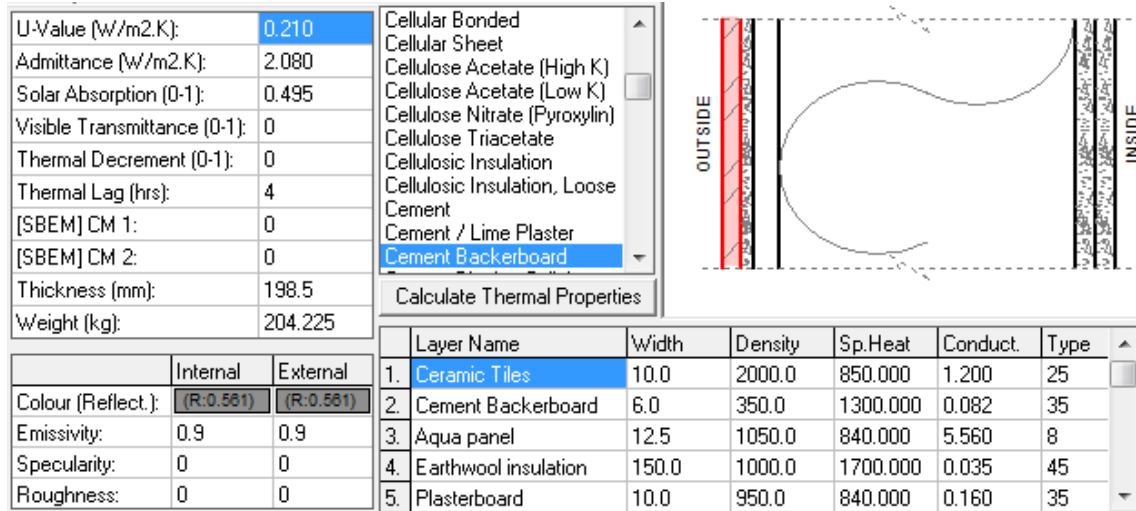 U-Value (W/m2.K): 0.210
Admittance (W/m2.K): 2.080
Solar Absorption (0-1): 0.495
Visible Transmittance (0-1): 0
Thermal Decrement (0-1): 0
Thermal Lag (hrs): 4
[SBEM] CM 1: 0
[SBEM] CM 2: 0
Thickness (mm): 198.5
Weight (kg): 204.225
Internal External
Colour (Reflect.): (R:0.561) (R:0.561)
Emissivity: 0.9 0.9
Specularity: 0 0
Roughness: 0 0
Cellular Bonded
Cellular Sheet
Cellulose Acetate (High K)
Cellulose Acetate (Low K)
Cellulose Nitrate (Pyroxylin)
Cellulose Triacetate
Cellulosic Insulation
Cellulosic Insulation, Loose
Cement
Cement / Lime Plaster
Cement Backerboard
Calculate Thermal Properties
OUTSIDE
INSIDE
Layer Name Width Density Sp.Heat Conduct. Type
1. Ceramic Tiles 10.0 2000.0 850.000 1.200 25
2. Cement Backerboard 6.0 350.0 1300.000 0.082 35
3. Aqua panel 12.5 1050.0 840.000 5.560 8
4. Earthwool insulation 150.0 1000.0 1700.000 0.035 45
5. Plasterboard 10.0 950.0 840.000 0.160 35